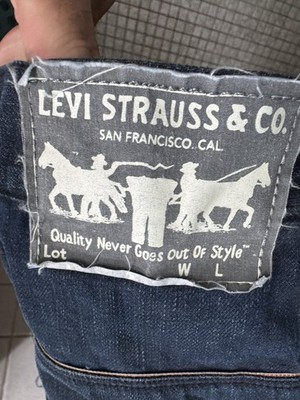 LEVI STRAUSS & CO.
SAN FRANCISCO. CAL.
Quality Never Goes Out Of Style™
Lot W L